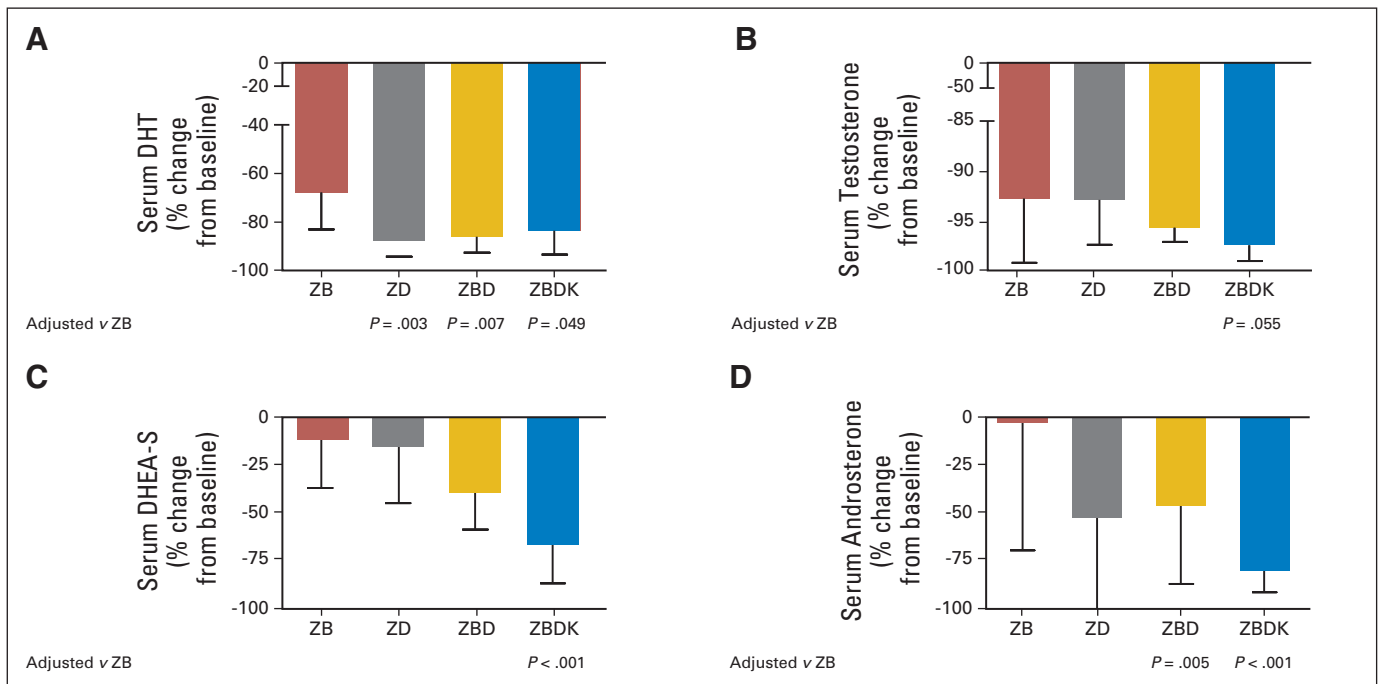 A
Serum DHT
(% change
from baseline)
0
-20
-40
-60
-80
-100
ZB ZD ZBD ZBDK
Adjusted v ZB P = .003 P = .007 P = .049
B
Serum Testosterone
(% change
from baseline)
0
-50
-85
-90
-95
-100
ZB ZD ZBD ZBDK
Adjusted v ZB P = .055
C
Serum DHEA-S
(% change
from baseline)
0
-25
-50
-75
-100
ZB ZD ZBD ZBDK
Adjusted v ZB P < .001
D
Serum Androsterone
(% change
from baseline)
0
-25
-50
-75
-100
ZB ZD ZBD ZBDK
Adjusted v ZB P = .005 P < .001